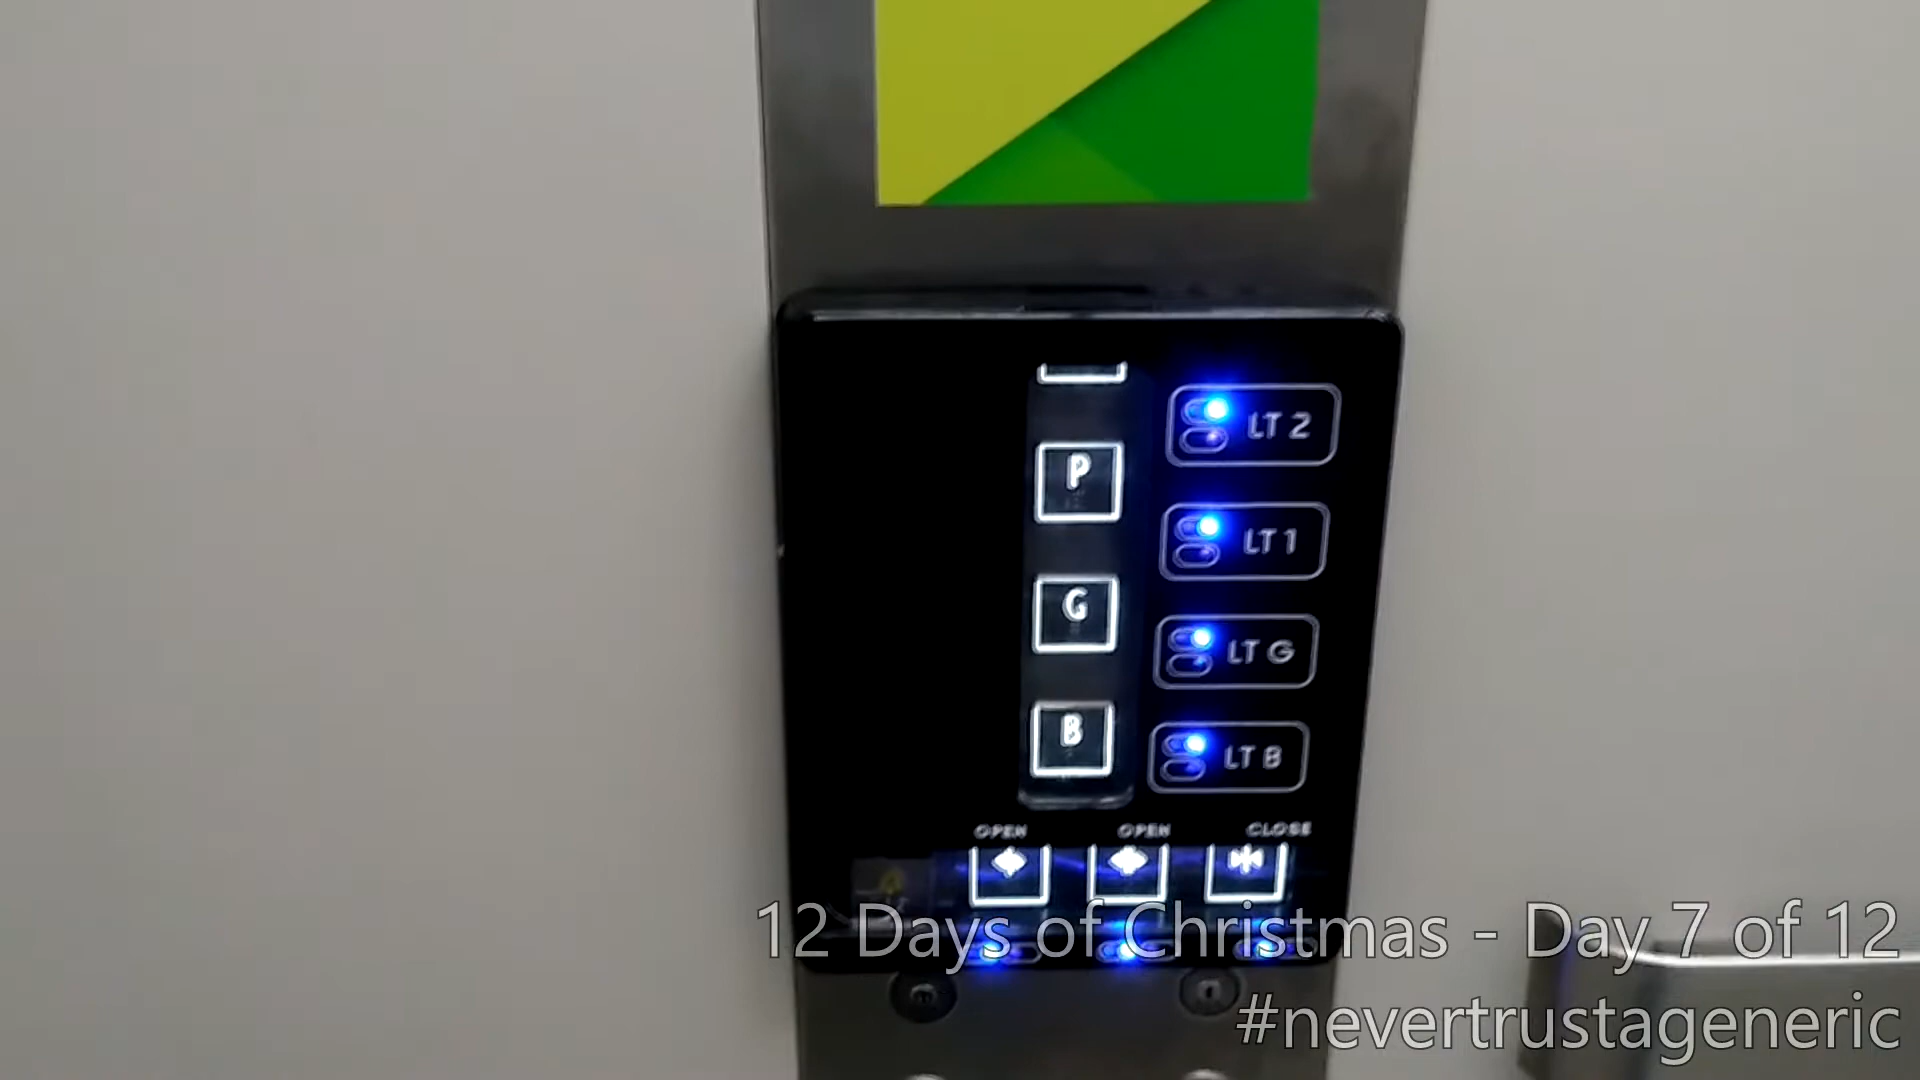 LT 2
P
LT 1
G
LT G
B
LT B
OPEN OPEN CLOSE
12 Days of Christmas - Day 7 of 12
#nevertrustageneric